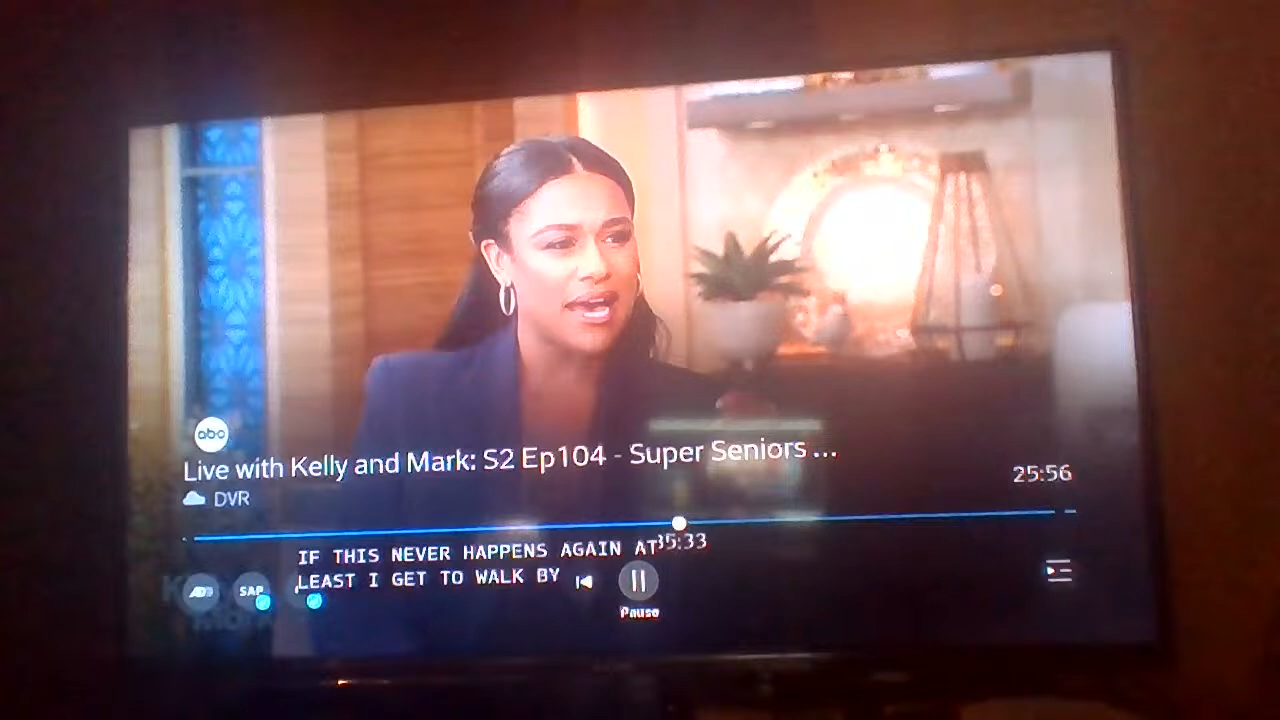 abc
Live with Kelly and Mark: S2 Ep104 - Super Seniors ...
25:56
DVR
35:33
IF THIS NEVER HAPPENS AGAIN AT
LEAST I GET TO WALK BY
SAP
Pause